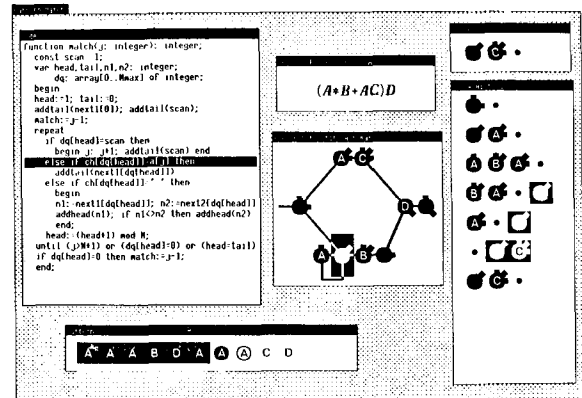 function match(j: integer): integer;
const scan -1;
var head,tail,n1,n2: integer;
dq: array[0..Mmax] of integer;
begin
head:=1; tail:=0;
addtail(next1[0]); addtail(scan);
match:=j-1;
repeat
if dq[head]=scan then
begin j:=j+1; addtail(scan) end
else if ch[dq[head]]=a[j] then
addtail(next1[dq[head]])
else if ch[dq[head]]=' ' then
begin
n1:=next1[dq[head]]; n2:=next2[dq[head]]
addhead(n1); if n1<>n2 then addhead(n2)
end;
head:=(head+1) mod M;
until (j>N+1) or (dq[head]=0) or (head=tail)
if dq[head]=0 then match:=j-1;
end;
(A*B+AC)D
A C
D
A B
A A A B D A A A C D
C
A
A B A
B A
A
C
C